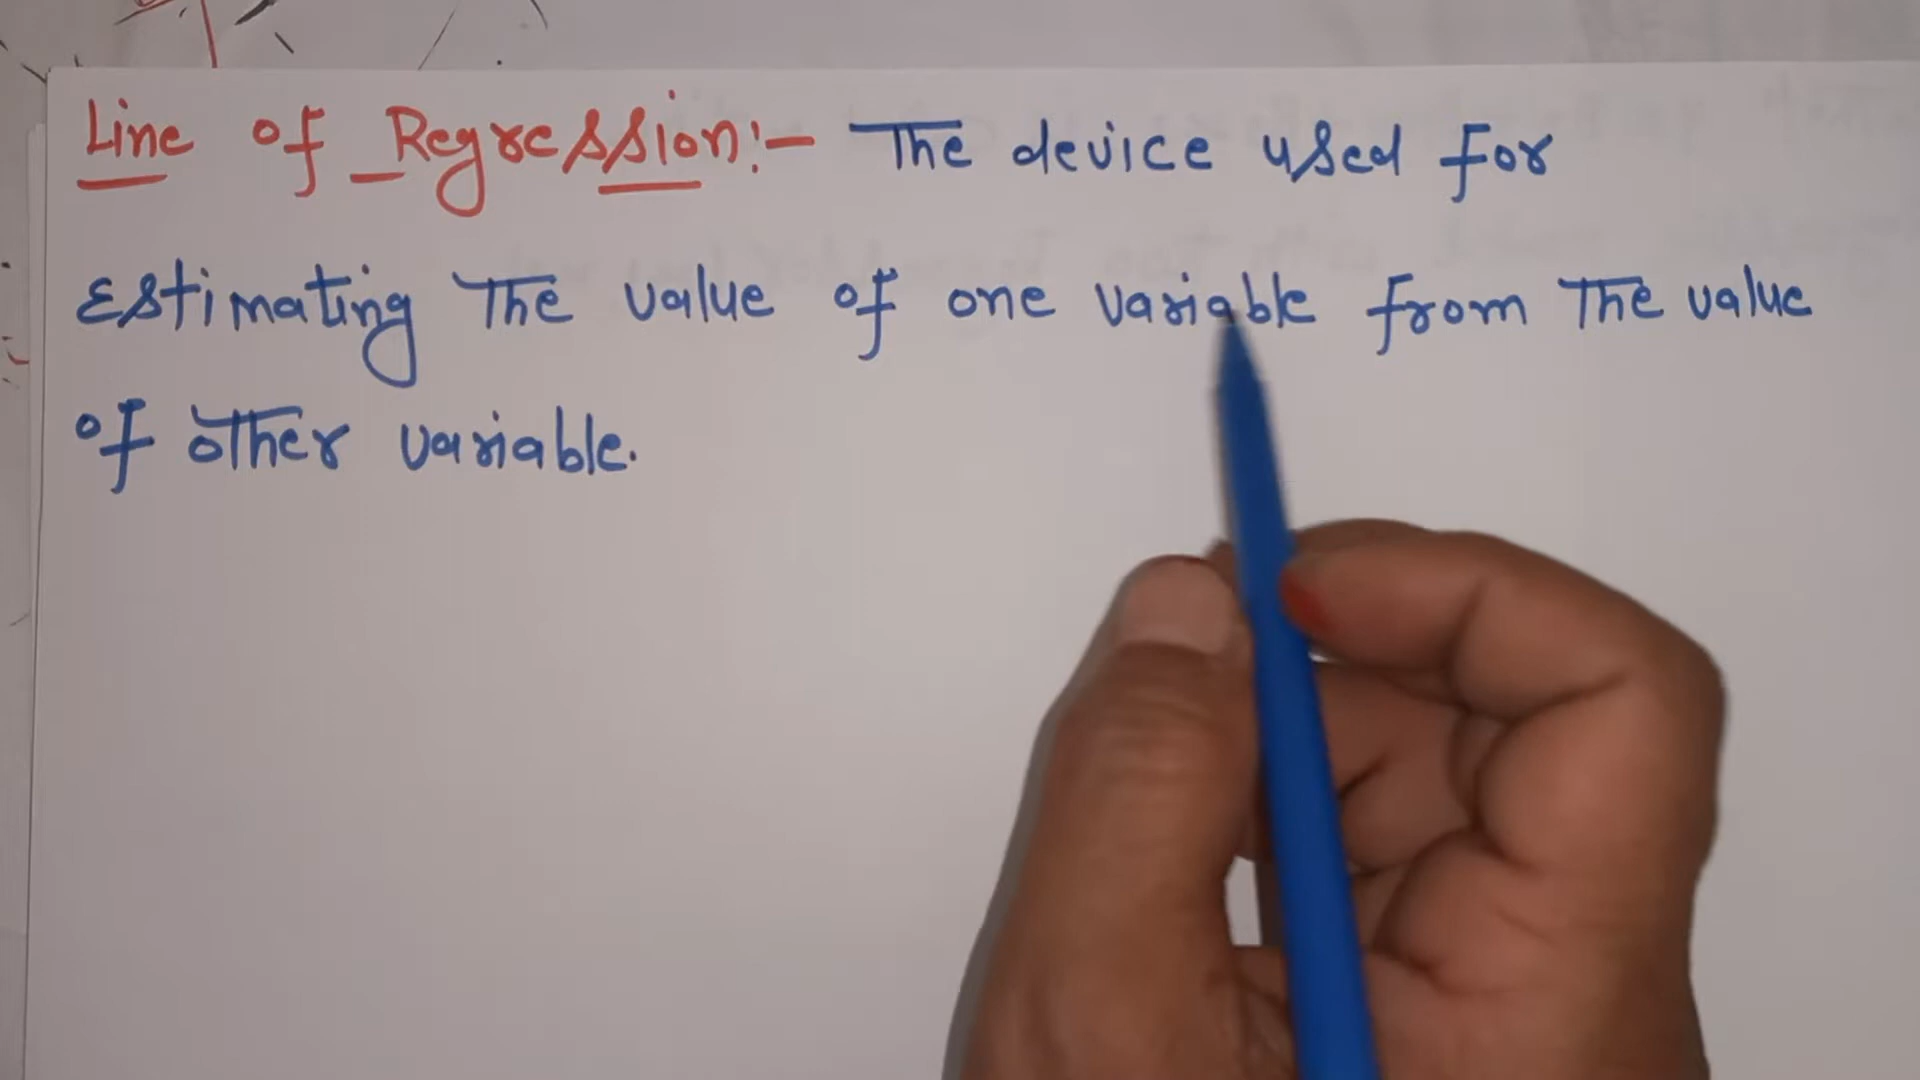 Line of Regression:- The device used for
Estimating The value of one variable from The value
of other variable.